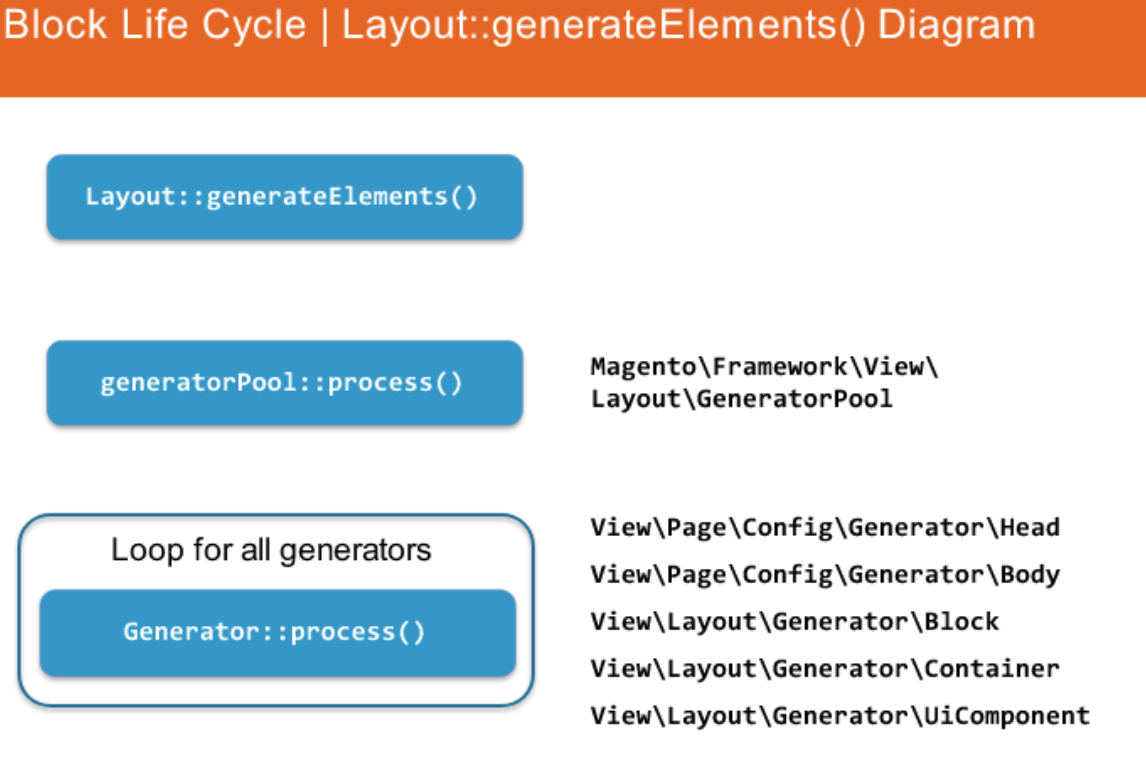 Block Life Cycle | Layout::generateElements() Diagram
Layout::generateElements()
generatorPool::process()
Magento\Framework\View\
Layout\GeneratorPool
Loop for all generators
Generator::process()
View\Page\Config\Generator\Head
View\Page\Config\Generator\Body
View\Layout\Generator\Block
View\Layout\Generator\Container
View\Layout\Generator\UiComponent